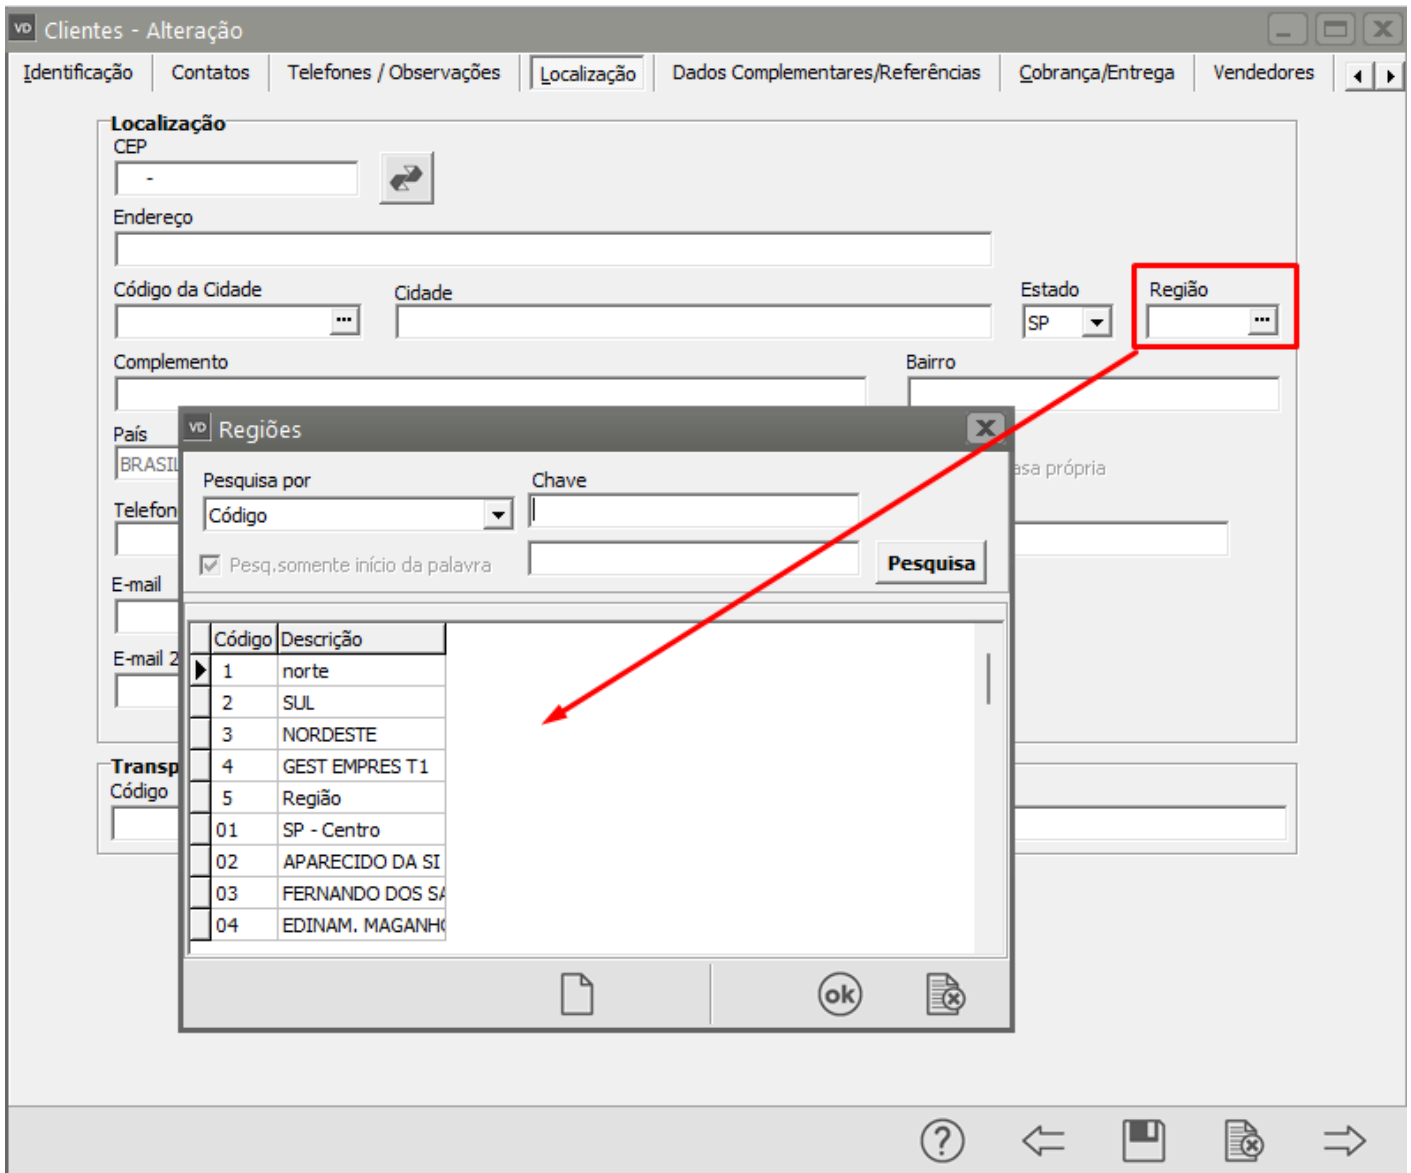 VD Clientes - Alteração
Identificação Contatos Telefones / Observações Localização Dados Complementares/Referências Cobrança/Entrega Vendedores
Localização
CEP
-
Endereço
Código da Cidade Cidade Estado Região
... SP ...
Complemento Bairro
País
BRASIL
asa própria
Telefon
E-mail
E-mail 2
Transp
Código
VD Regiões
Pesquisa por Chave
Código
Pesq.somente início da palavra Pesquisa
Código Descrição
1 norte
2 SUL
3 NORDESTE
4 GEST EMPRES T1
5 Região
01 SP - Centro
02 APARECIDO DA SI
03 FERNANDO DOS SA
04 EDINAM. MAGANHO
ok
?